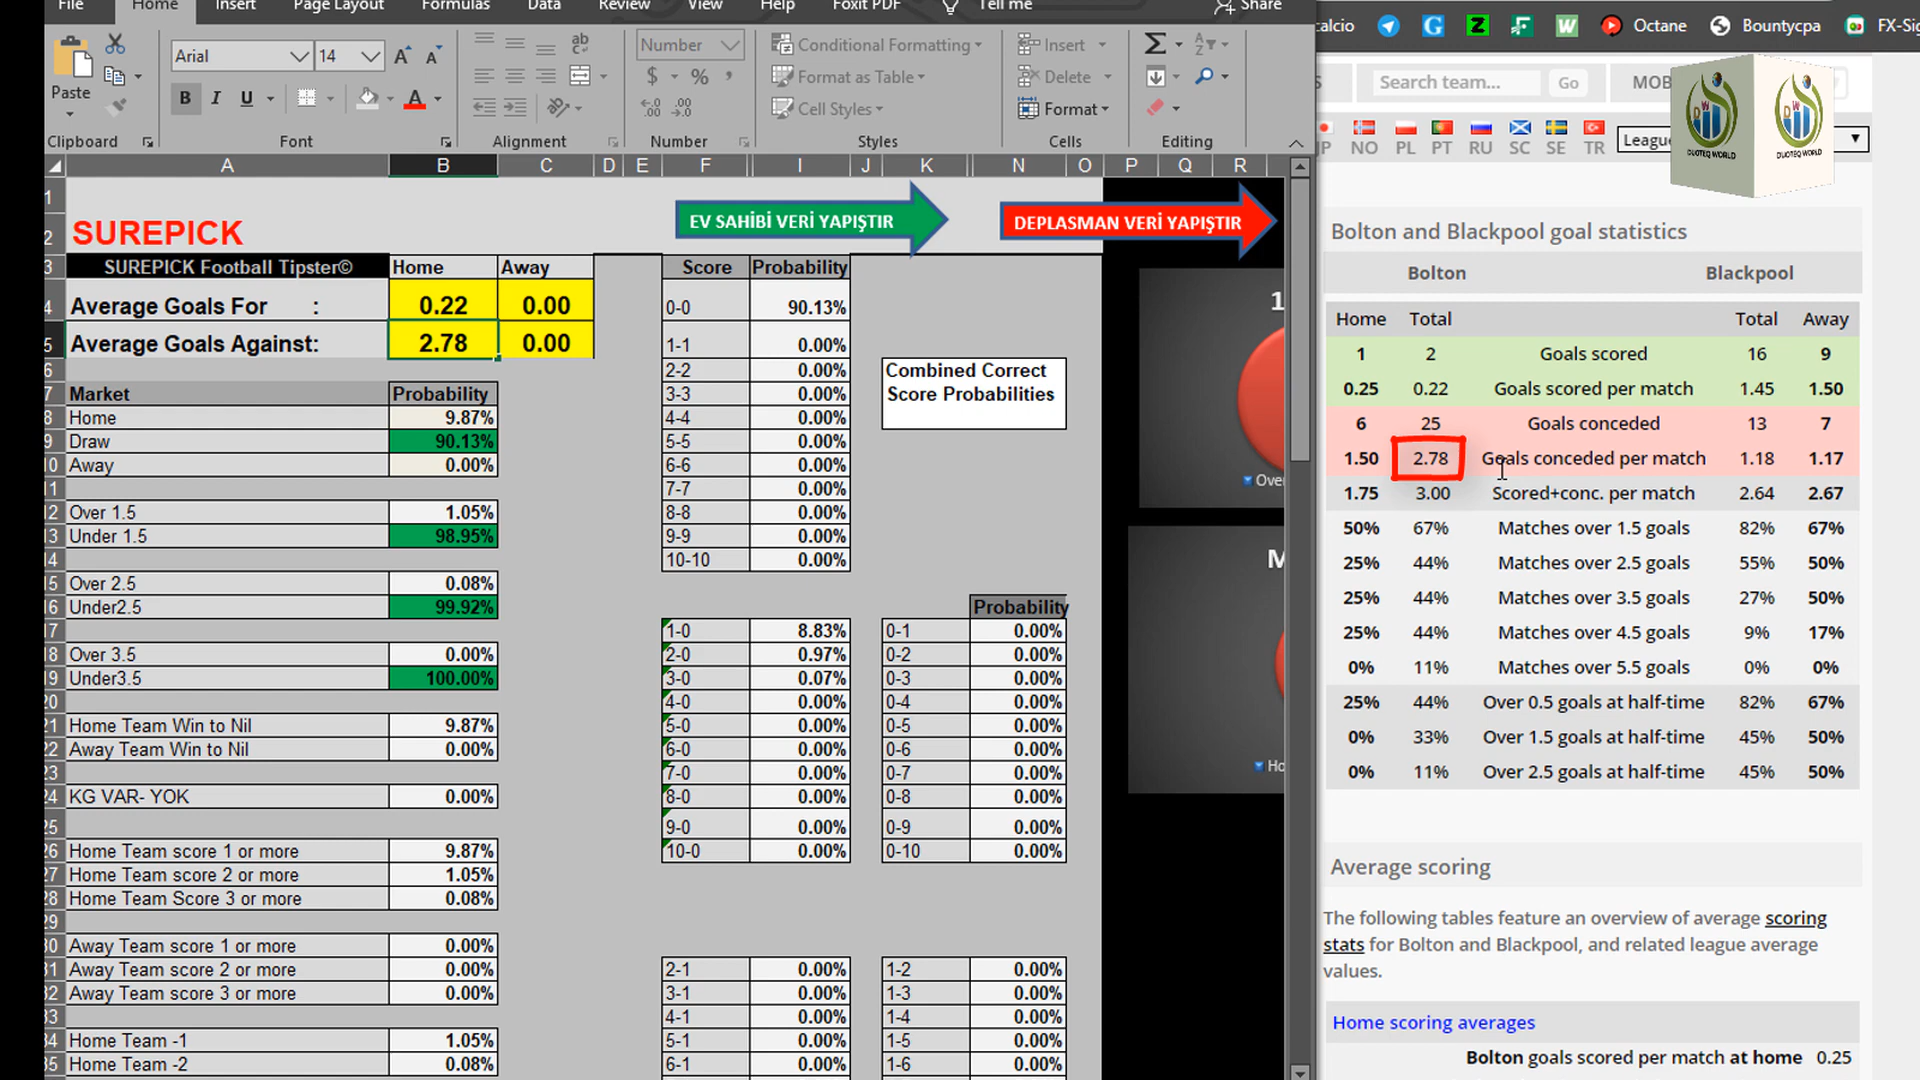 File Home Insert Page Layout Formulas Data Review View Help Foxit PDF Tell me Share
Arial 14 Number
Paste
B I U A
$ % ,
Conditional Formatting
Format as Table
Cell Styles
Insert
Delete
Format
Clipboard Font Alignment Number Styles Cells Editing
A B C D E F I J K N O P Q R
SUREPICK
EV SAHİBİ VERİ YAPIŞTIR
DEPLASMAN VERİ YAPIŞTIR
SUREPICK Football Tipster© Home Away
Average Goals For : 0.22 0.00
Average Goals Against: 2.78 0.00
Market Probability
Home 9.87%
Draw 90.13%
Away 0.00%
Over 1.5 1.05%
Under 1.5 98.95%
Over 2.5 0.08%
Under2.5 99.92%
Over 3.5 0.00%
Under3.5 100.00%
Home Team Win to Nil 9.87%
Away Team Win to Nil 0.00%
KG VAR- YOK 0.00%
Home Team score 1 or more 9.87%
Home Team score 2 or more 1.05%
Home Team Score 3 or more 0.08%
Away Team score 1 or more 0.00%
Away Team score 2 or more 0.00%
Away Team score 3 or more 0.00%
Home Team -1 1.05%
Home Team -2 0.08%
Score Probability
0-0 90.13%
1-1 0.00%
2-2 0.00%
3-3 0.00%
4-4 0.00%
5-5 0.00%
6-6 0.00%
7-7 0.00%
8-8 0.00%
9-9 0.00%
10-10 0.00%
Combined Correct
Score Probabilities
Probability
1-0 8.83% 0-1 0.00%
2-0 0.97% 0-2 0.00%
3-0 0.07% 0-3 0.00%
4-0 0.00% 0-4 0.00%
5-0 0.00% 0-5 0.00%
6-0 0.00% 0-6 0.00%
7-0 0.00% 0-7 0.00%
8-0 0.00% 0-8 0.00%
9-0 0.00% 0-9 0.00%
10-0 0.00% 0-10 0.00%
2-1 0.00% 1-2 0.00%
3-1 0.00% 1-3 0.00%
4-1 0.00% 1-4 0.00%
5-1 0.00% 1-5 0.00%
6-1 0.00% 1-6 0.00%
calcio Octane Bountycpa FX-Sig
Search team... Go MOB
JP NO PL PT RU SC SE TR Leagu
DUOTEQ WORLD DUOTEQ WORLD
Bolton and Blackpool goal statistics
Bolton Blackpool
Home Total Total Away
1 2 Goals scored 16 9
0.25 0.22 Goals scored per match 1.45 1.50
6 25 Goals conceded 13 7
1.50 2.78 Goals conceded per match 1.18 1.17
1.75 3.00 Scored+conc. per match 2.64 2.67
50% 67% Matches over 1.5 goals 82% 67%
25% 44% Matches over 2.5 goals 55% 50%
25% 44% Matches over 3.5 goals 27% 50%
25% 44% Matches over 4.5 goals 9% 17%
0% 11% Matches over 5.5 goals 0% 0%
25% 44% Over 0.5 goals at half-time 82% 67%
0% 33% Over 1.5 goals at half-time 45% 50%
0% 11% Over 2.5 goals at half-time 45% 50%
Average scoring
The following tables feature an overview of average scoring
stats for Bolton and Blackpool, and related league average
values.
Home scoring averages
Bolton goals scored per match at home 0.25